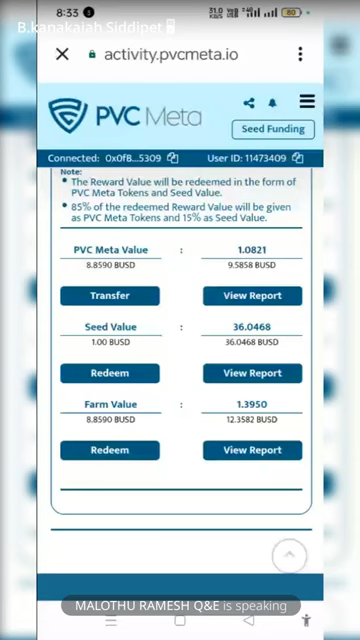 8:33
31.0 KB/S
80
B.kanakaiah Siddipet
activity.pvcmeta.io
PVC Meta
Seed Funding
Connected: 0x0fB...5309
User ID: 11473409
Note:
The Reward Value will be redeemed in the form of
PVC Meta Tokens and Seed Value.
85% of the redeemed Reward Value will be given
as PVC Meta Tokens and 15% as Seed Value.
PVC Meta Value : 1.0821
8.8590 BUSD 9.5858 BUSD
Transfer View Report
Seed Value : 36.0468
1.00 BUSD 36.0468 BUSD
Redeem View Report
Farm Value : 1.3950
8.8590 BUSD 12.3582 BUSD
Redeem View Report
MALOTHU RAMESH Q&E is speaking